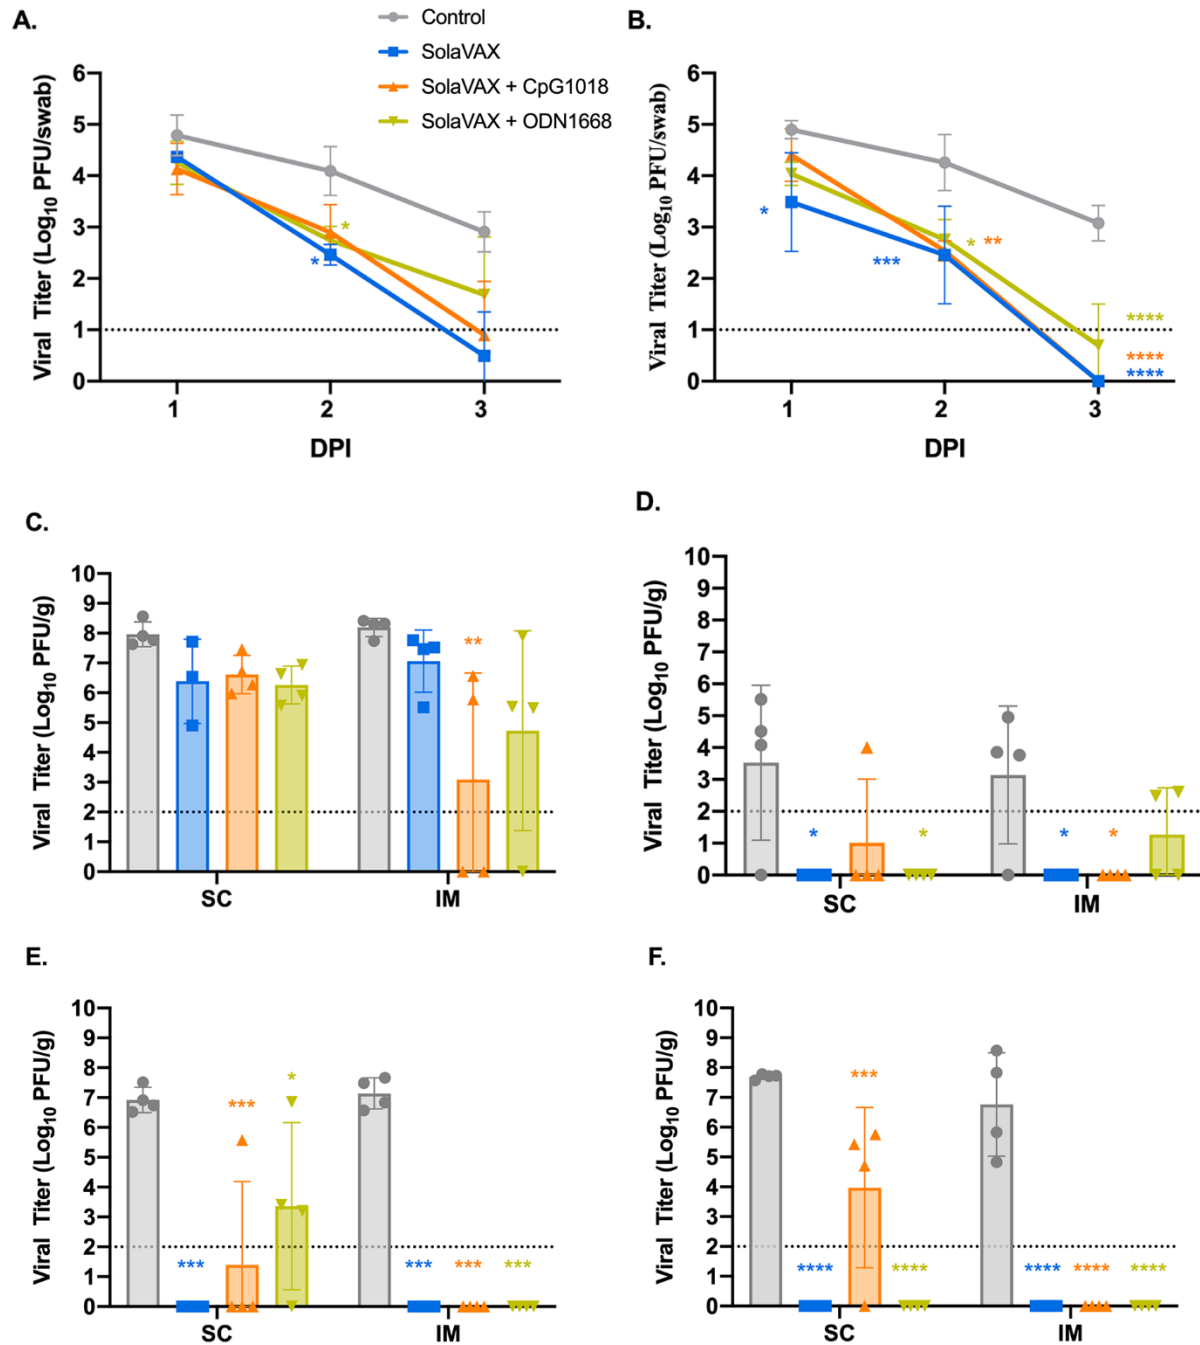 A.
Control
SolaVAX
SolaVAX + CpG1018
SolaVAX + ODN1668
B.
Viral Titer (Log10 PFU/swab)
6
5
4
3
2
1
0
*
*
1 2 3
DPI
Viral Titer (Log10 PFU/swab)
6
5
4
3
2
1
0
*
***
* **
****
****
****
1 2 3
DPI
C.
Viral Titer (Log10 PFU/g)
10
9
8
7
6
5
4
3
2
1
0
**
SC IM
D.
Viral Titer (Log10 PFU/g)
10
9
8
7
6
5
4
3
2
1
0
* * * *
SC IM
E.
Viral Titer (Log10 PFU/g)
10
9
8
7
6
5
4
3
2
1
0
*
***
*** *** *** ***
SC IM
F.
Viral Titer (Log10 PFU/g)
10
9
8
7
6
5
4
3
2
1
0
***
**** **** **** **** ****
SC IM